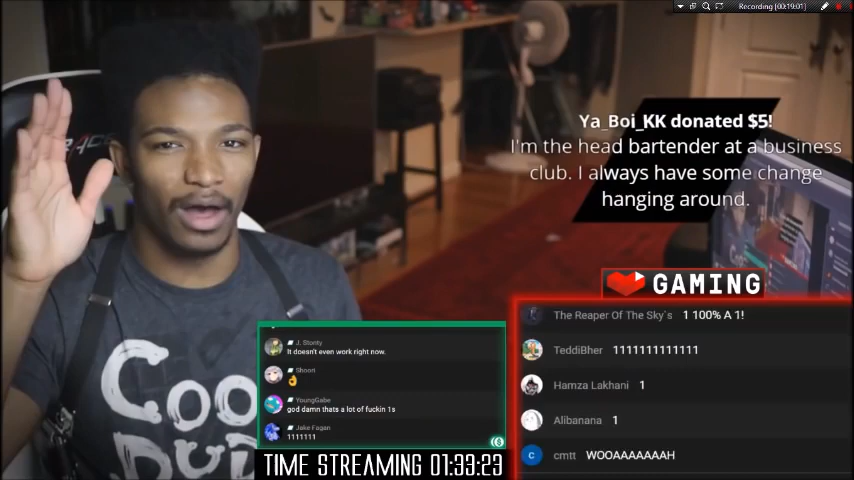 Recording [00:19:01]
Ya_Boi_KK donated $5!
I'm the head bartender at a business
club. I always have some change
hanging around.
GAMING
The Reaper Of The Sky`s 1 100% A 1!
TeddiBher 1111111111111
Hamza Lakhani 1
Alibanana 1
C cmtt WOOAAAAAAAH
J. Stority
It doesn't even work right now.
Shoori
YoungGabe
god damn thats a lot of fuckin 1s
Jake Fagan
1111111
TIME STREAMING 01:33:23
COOL
DUDE